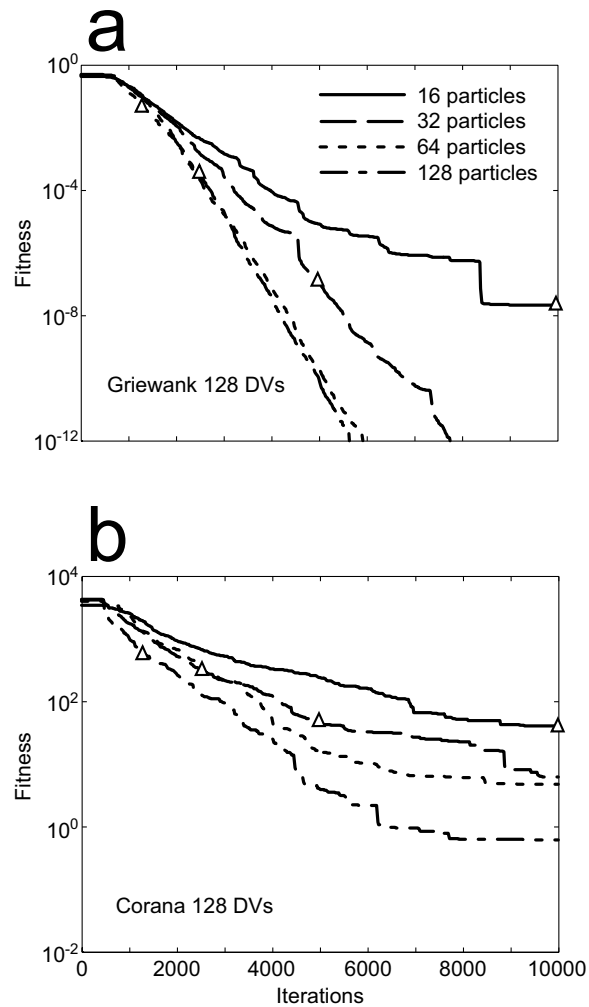 a
10^0
10^-4
10^-8
10^-12
Fitness
16 particles
32 particles
64 particles
128 particles
Griewank 128 DVs
b
10^4
10^2
10^0
10^-2
Fitness
Corana 128 DVs
0 2000 4000 6000 8000 10000
Iterations